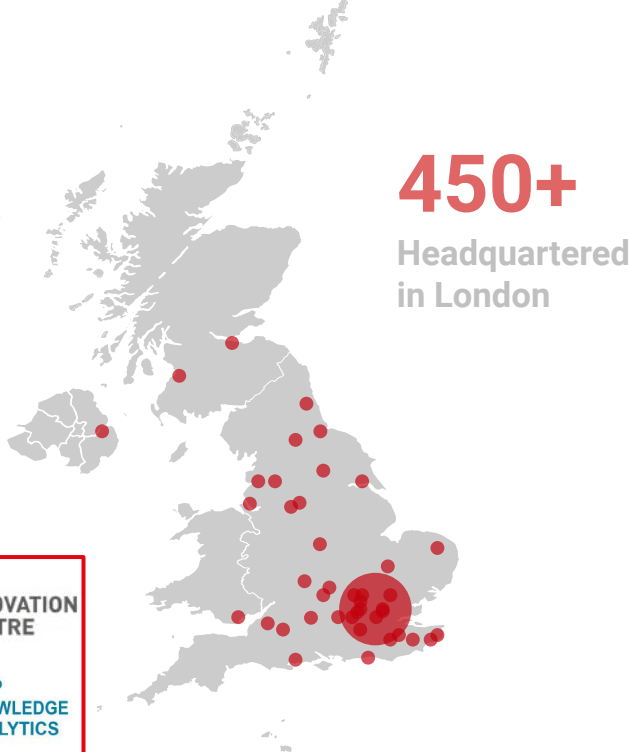 450+
Headquartered
in London
OVATION
TRE
WLEDGE
LYTICS